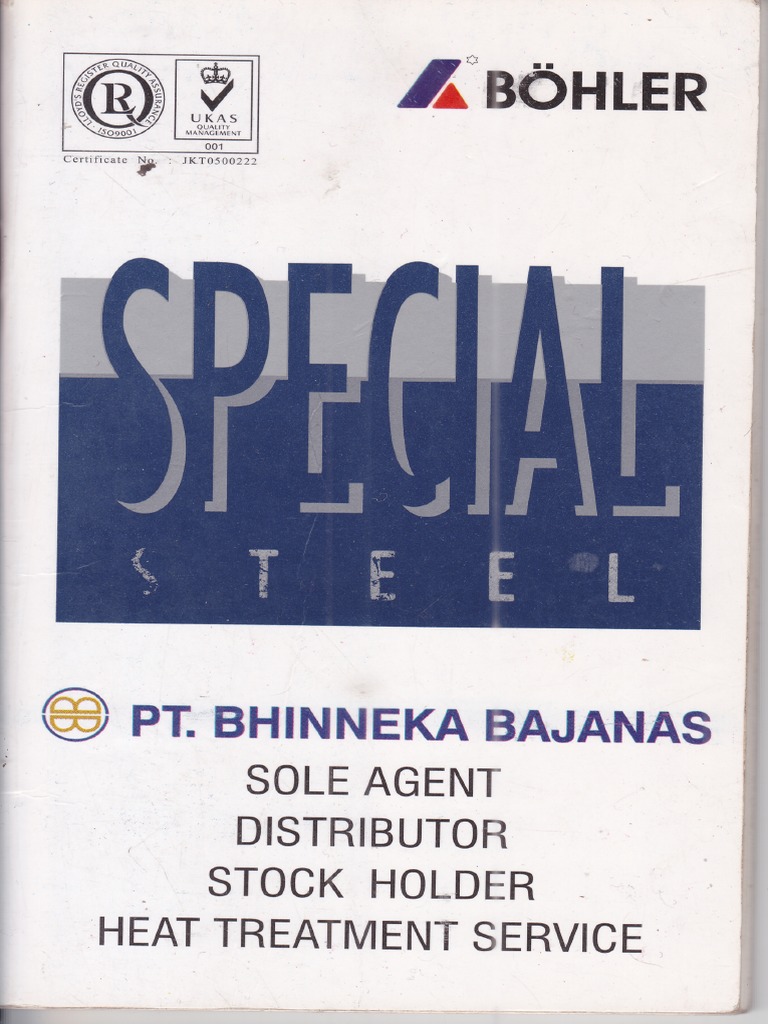 LLOYD'S REGISTER QUALITY ASSURANCE
LRQ
· ISO9001 ·
UKAS
QUALITY
MANAGEMENT
001
Certificate No. : JKT0500222
BÖHLER
SPECIAL
STEEL
PT. BHINNEKA BAJANAS
SOLE AGENT
DISTRIBUTOR
STOCK HOLDER
HEAT TREATMENT SERVICE